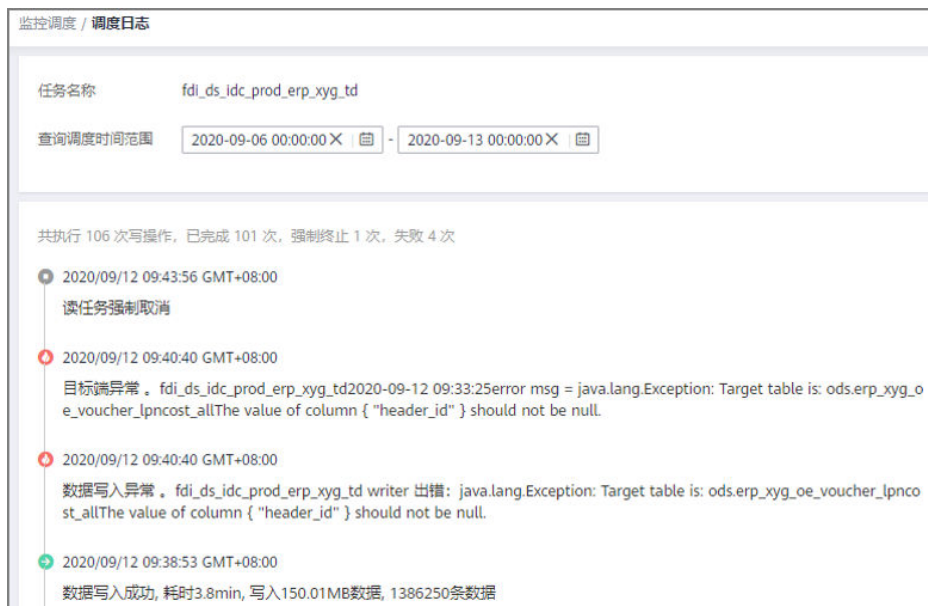 监控调度 / 调度日志
任务名称 fdi_ds_idc_prod_erp_xyg_td
查询调度时间范围 2020-09-06 00:00:00 - 2020-09-13 00:00:00
共执行 106 次写操作，已完成 101 次，强制终止 1 次，失败 4 次
2020/09/12 09:43:56 GMT+08:00
读任务强制取消
2020/09/12 09:40:40 GMT+08:00
目标端异常 。fdi_ds_idc_prod_erp_xyg_td2020-09-12 09:33:25error msg = java.lang.Exception: Target table is: ods.erp_xyg_o
e_voucher_lpncost_allThe value of column { "header_id" } should not be null.
2020/09/12 09:40:40 GMT+08:00
数据写入异常 。fdi_ds_idc_prod_erp_xyg_td writer 出错：java.lang.Exception: Target table is: ods.erp_xyg_oe_voucher_lpnco
st_allThe value of column { "header_id" } should not be null.
2020/09/12 09:38:53 GMT+08:00
数据写入成功, 耗时3.8min, 写入150.01MB数据, 1386250条数据